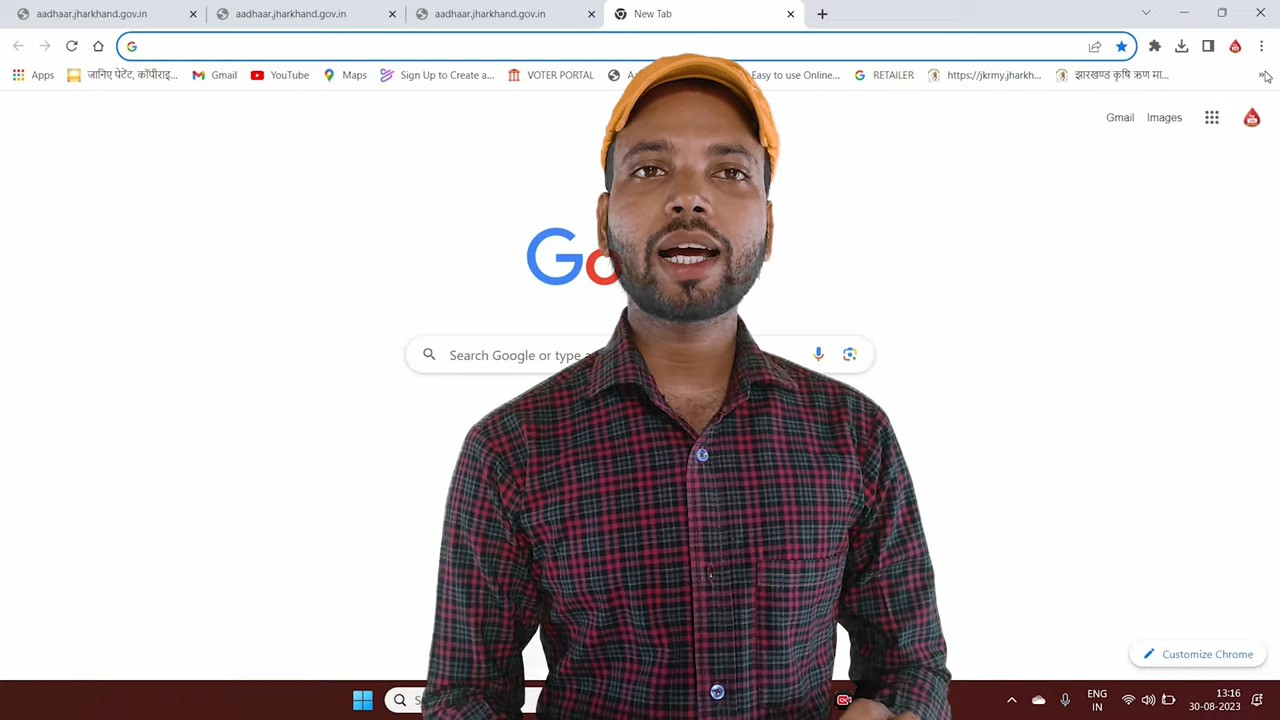 aadhaar.jharkhand.gov.in
aadhaar.jharkhand.gov.in
aadhaar.jharkhand.gov.in
New Tab
Apps
जानिए पेटेंट, कॉपीराइ...
Gmail
YouTube
Maps
Sign Up to Create a...
VOTER PORTAL
Easy to use Online...
RETAILER
https://jkrmy.jharkh...
झारखण्ड कृषि ऋण मा...
Gmail
Images
Go
Search Google or type a
Customize Chrome
ENG
IN
13:16
30-08-2023